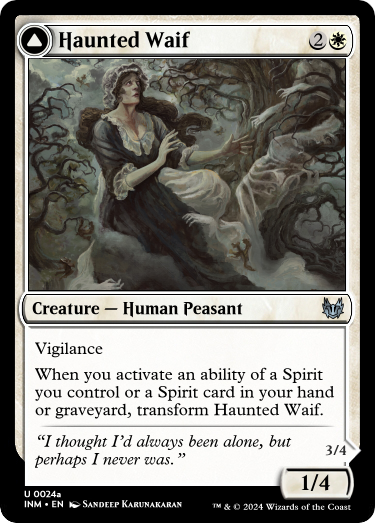 Haunted Waif
2
Creature — Human Peasant
Vigilance
When you activate an ability of a Spirit
you control or a Spirit card in your hand
or graveyard, transform Haunted Waif.
“I thought I’d always been alone, but
perhaps I never was.”
3/4
1/4
U 0024a
INM • EN Sandeep Karunakaran
™ & © 2024 Wizards of the Coast